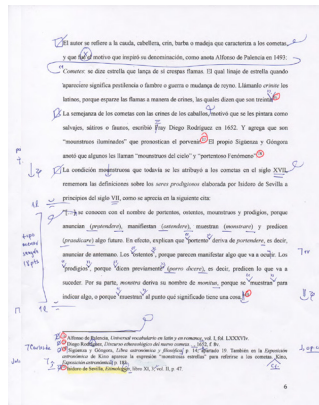 El autor se refiere a la cauda, cabellera, crin, barba o madeja que caracteriza a los cometas,
y que fue el motivo que inspiró su denominación, como anota Alfonso de Palencia en 1493:
Cometes: se dize estrella que lança de si crespas flamas. El qual linaje de estrella quando
apareciere significa pestilencia o fambre o guerra o mudança de reyno. Llámanlo crinite los
latinos, porque esparze las flamas a manera de crines, las quales dizen que son treinta
La semejanza de los cometas con las crines de los caballos, motivó que se les pintara como
salvajes, sátiros o faunos, escribió fray Diego Rodríguez en 1652. Y agrega que son
"mounstruos iluminados" que pronostican el porvenir. El propio Sigüenza y Góngora
anotó que algunos les llaman "mounstruos del cielo" y "portentoso fenómeno"
La condición monstruosa que todavía se les atribuyó a los cometas en el siglo XVII,
rememora las definiciones sobre los seres prodigiosos elaborada por Isidoro de Sevilla a
principios del siglo VII, como se aprecia en la siguiente cita:
se conocen con el nombre de portentos, ostentos, mounstruos y prodigios, porque
anuncian (portendere), manifiestan (ostendere), muestran (monstrare) y predicen
(praudicare) algo futuro. En efecto, explican que "portento" deriva de portendere, es decir,
anunciar de antemano. Los "ostentos", porque parecen manifestar algo que va a ocurrir. Los
"prodigios", porque "dicen previamente" (porro dicere), es decir, predicen lo que va a
suceder. Por su parte, monstra deriva su nombre de monitus, porque se "muestran" para
indicar algo, o porque "muestran" al punto qué significado tiene una cosa.
Alfonso de Palencia, Universal vocabulario en latín y en romance, vol. I, fol. LXXXVIv.
Diego Rodríguez, Discurso etheorológico del nuevo cometa, 1652, f. 8v.
Sigüenza y Góngora, Libra astronómica y filosófica, p. 14, apartado 19. También en la Exposición
astronómica de Kino aparece la expresión "mounstruos estrellas" para referirse a los cometas. Kino,
Exposición astronómica, p. 183.
Isidoro de Sevilla, Etimologías, libro XI, 3, vol. II, p. 47.
6